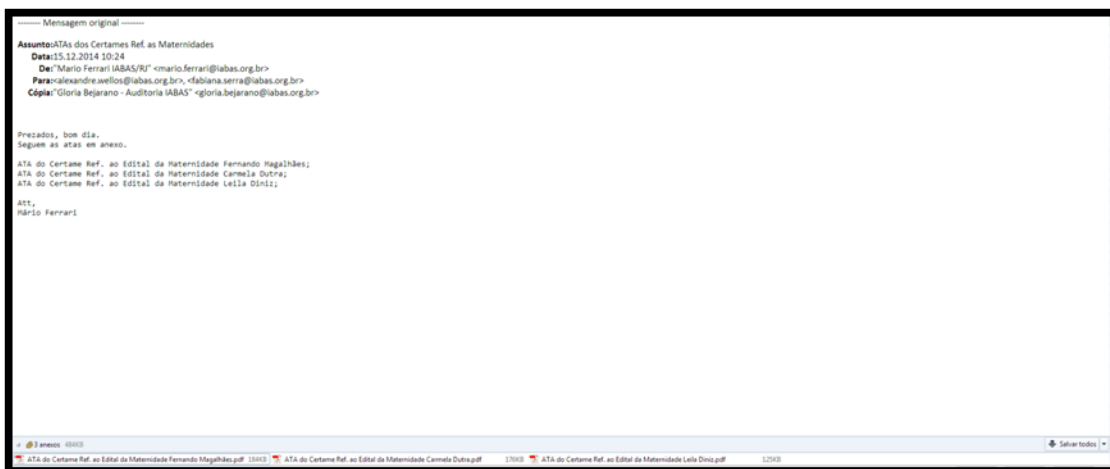 -------- Mensagem original --------
Assunto:ATAs dos Certames Ref. as Maternidades
Data:15.12.2014 10:24
De:"Mario Ferrari IABAS/RJ" <mario.ferrari@iabas.org.br>
Para:<alexandre.wellos@iabas.org.br>, <fabiana.serra@iabas.org.br>
Cópia:"Gloria Bejarano - Auditoria IABAS" <gloria.bejarano@iabas.org.br>
Prezados, bom dia.
Seguem as atas em anexo.
ATA do Certame Ref. ao Edital da Maternidade Fernando Magalhães;
ATA do Certame Ref. ao Edital da Maternidade Carmela Dutra;
ATA do Certame Ref. ao Edital da Maternidade Leila Diniz;
Att,
Mário Ferrari
3 anexos 484KB Salvar todos
ATA do Certame Ref. ao Edital da Maternidade Fernando Magalhães.pdf 184KB ATA do Certame Ref. ao Edital da Maternidade Carmela Dutra.pdf 176KB ATA do Certame Ref. ao Edital da Maternidade Leila Diniz.pdf 125KB